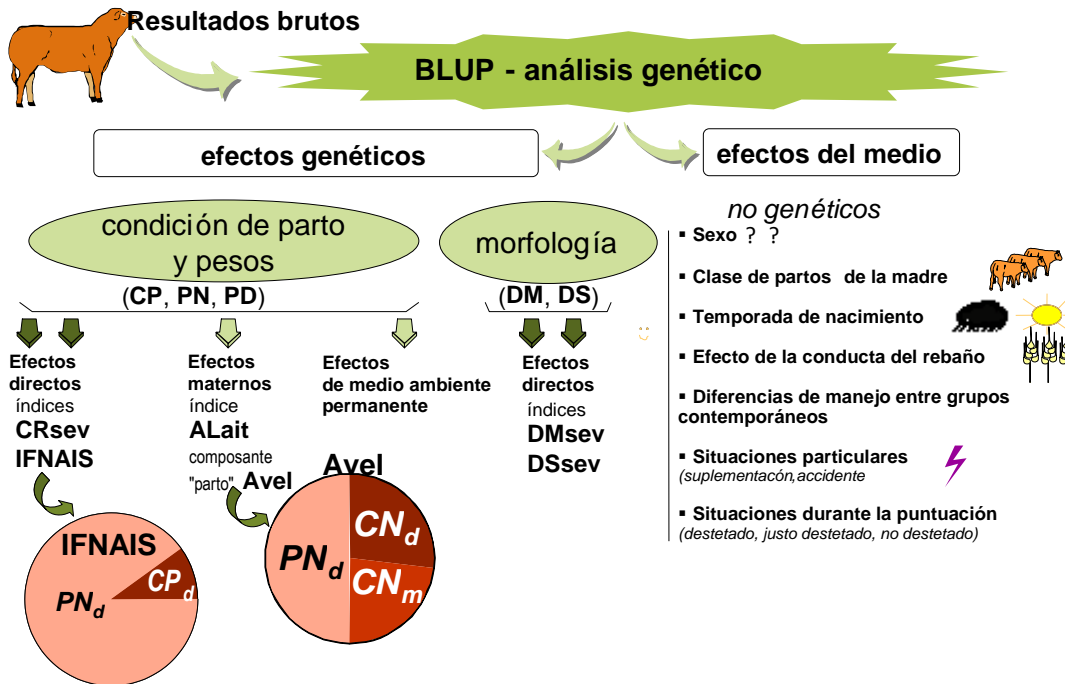 Resultados brutos
BLUP - análisis genético
efectos genéticos
efectos del medio
condición de parto
y pesos
(CP, PN, PD)
morfología
(DM, DS)
no genéticos
Efectos
directos
índices
CRsev
IFNAIS
Efectos
maternos
índice
ALait
composante
"parto" Avel
Efectos
de medio ambiente
permanente
Efectos
directos
índices
DMsev
DSsev
▪ Sexo ? ?
▪ Clase de partos de la madre
▪ Temporada de nacimiento
▪ Efecto de la conducta del rebaño
▪ Diferencias de manejo entre grupos
contemporáneos
▪ Situaciones particulares
(suplementacón,accidente
▪ Situaciones durante la puntuación
(destetado, justo destetado, no destetado)
IFNAIS
PNd
CPd
Avel
PNd
CNd
CNm